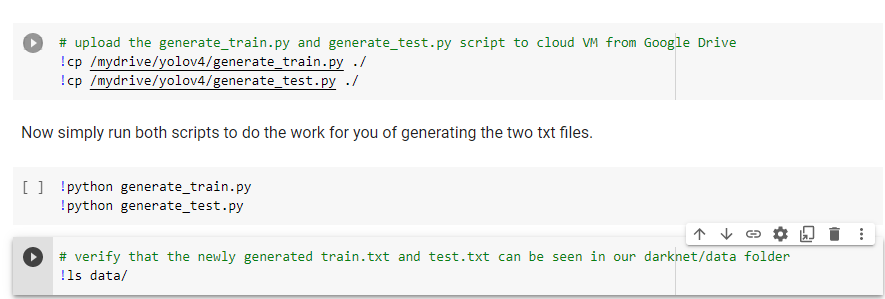 # upload the generate_train.py and generate_test.py script to cloud VM from Google Drive
!cp /mydrive/yolov4/generate_train.py ./
!cp /mydrive/yolov4/generate_test.py ./
Now simply run both scripts to do the work for you of generating the two txt files.
[ ] !python generate_train.py
!python generate_test.py
# verify that the newly generated train.txt and test.txt can be seen in our darknet/data folder
!ls data/